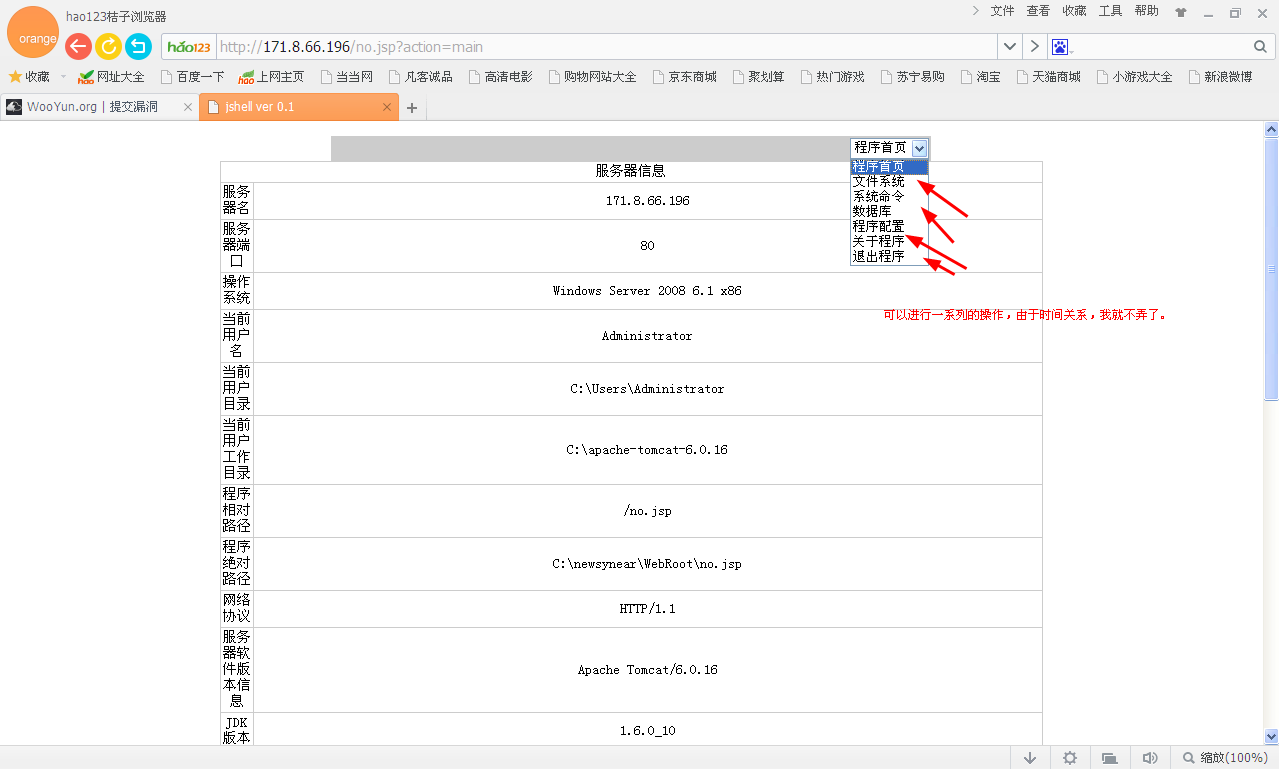 hao123桔子浏览器
文件 查看 收藏 工具 帮助
orange
hao123 http://171.8.66.196/no.jsp?action=main
收藏 hao 网址大全 百度一下 hao 上网主页 当当网 凡客诚品 高清电影 购物网站大全 京东商城 聚划算 热门游戏 苏宁易购 淘宝 天猫商城 小游戏大全 新浪微博
WooYun.org | 提交漏洞
jshell ver 0.1
程序首页
程序首页
文件系统
系统命令
数据库
程序配置
关于程序
退出程序
服务器信息
服务
器名
171.8.66.196
服务
器端
口
80
操作
系统
Windows Server 2008 6.1 x86
可以进行一系列的操作，由于时间关系，我就不弄了。
当前
用户
名
Administrator
当前
用户
目录
C:\Users\Administrator
当前
用户
工作
目录
C:\apache-tomcat-6.0.16
程序
相对
路径
/no.jsp
程序
绝对
路径
C:\newsynear\WebRoot\no.jsp
网络
协议
HTTP/1.1
服务
器软
件版
本信
息
Apache Tomcat/6.0.16
JDK
版本
1.6.0_10
缩放(100%)